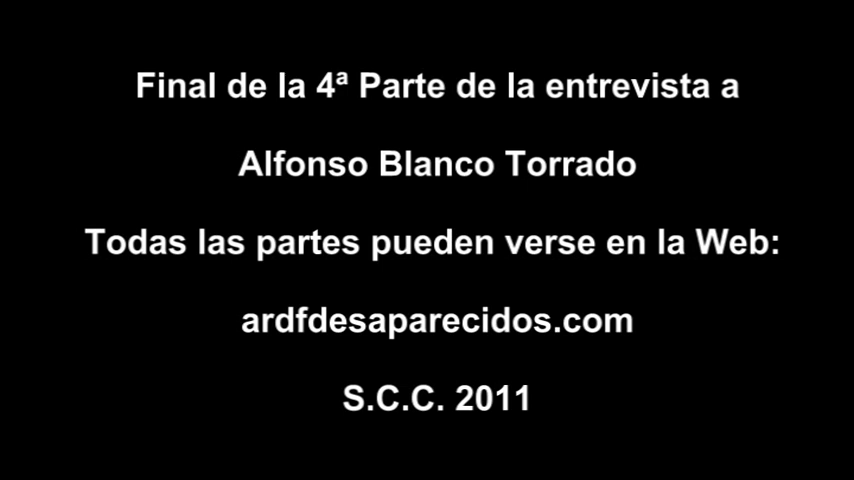 Final de la 4ª Parte de la entrevista a
Alfonso Blanco Torrado
Todas las partes pueden verse en la Web:
ardfdesaparecidos.com
S.C.C. 2011